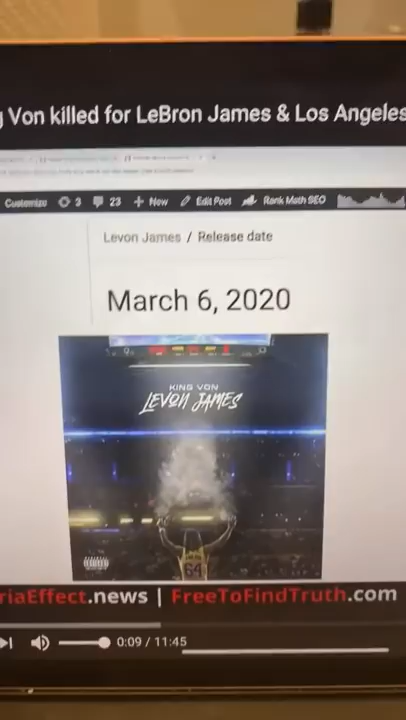 g Von killed for LeBron James & Los Angeles
Customize 3 23 + New Edit Post Rank Math SEO
Levon James / Release date
March 6, 2020
KING VON
LEVON JAMES
64
riaEffect.news | FreeToFindTruth.com
0:09 / 11:45